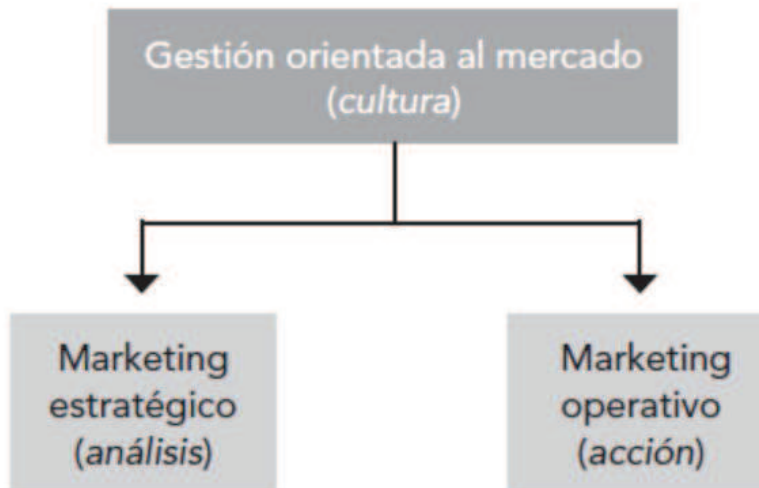 Gestión orientada al mercado
(cultura)
Marketing
estratégico
(análisis)
Marketing
operativo
(acción)